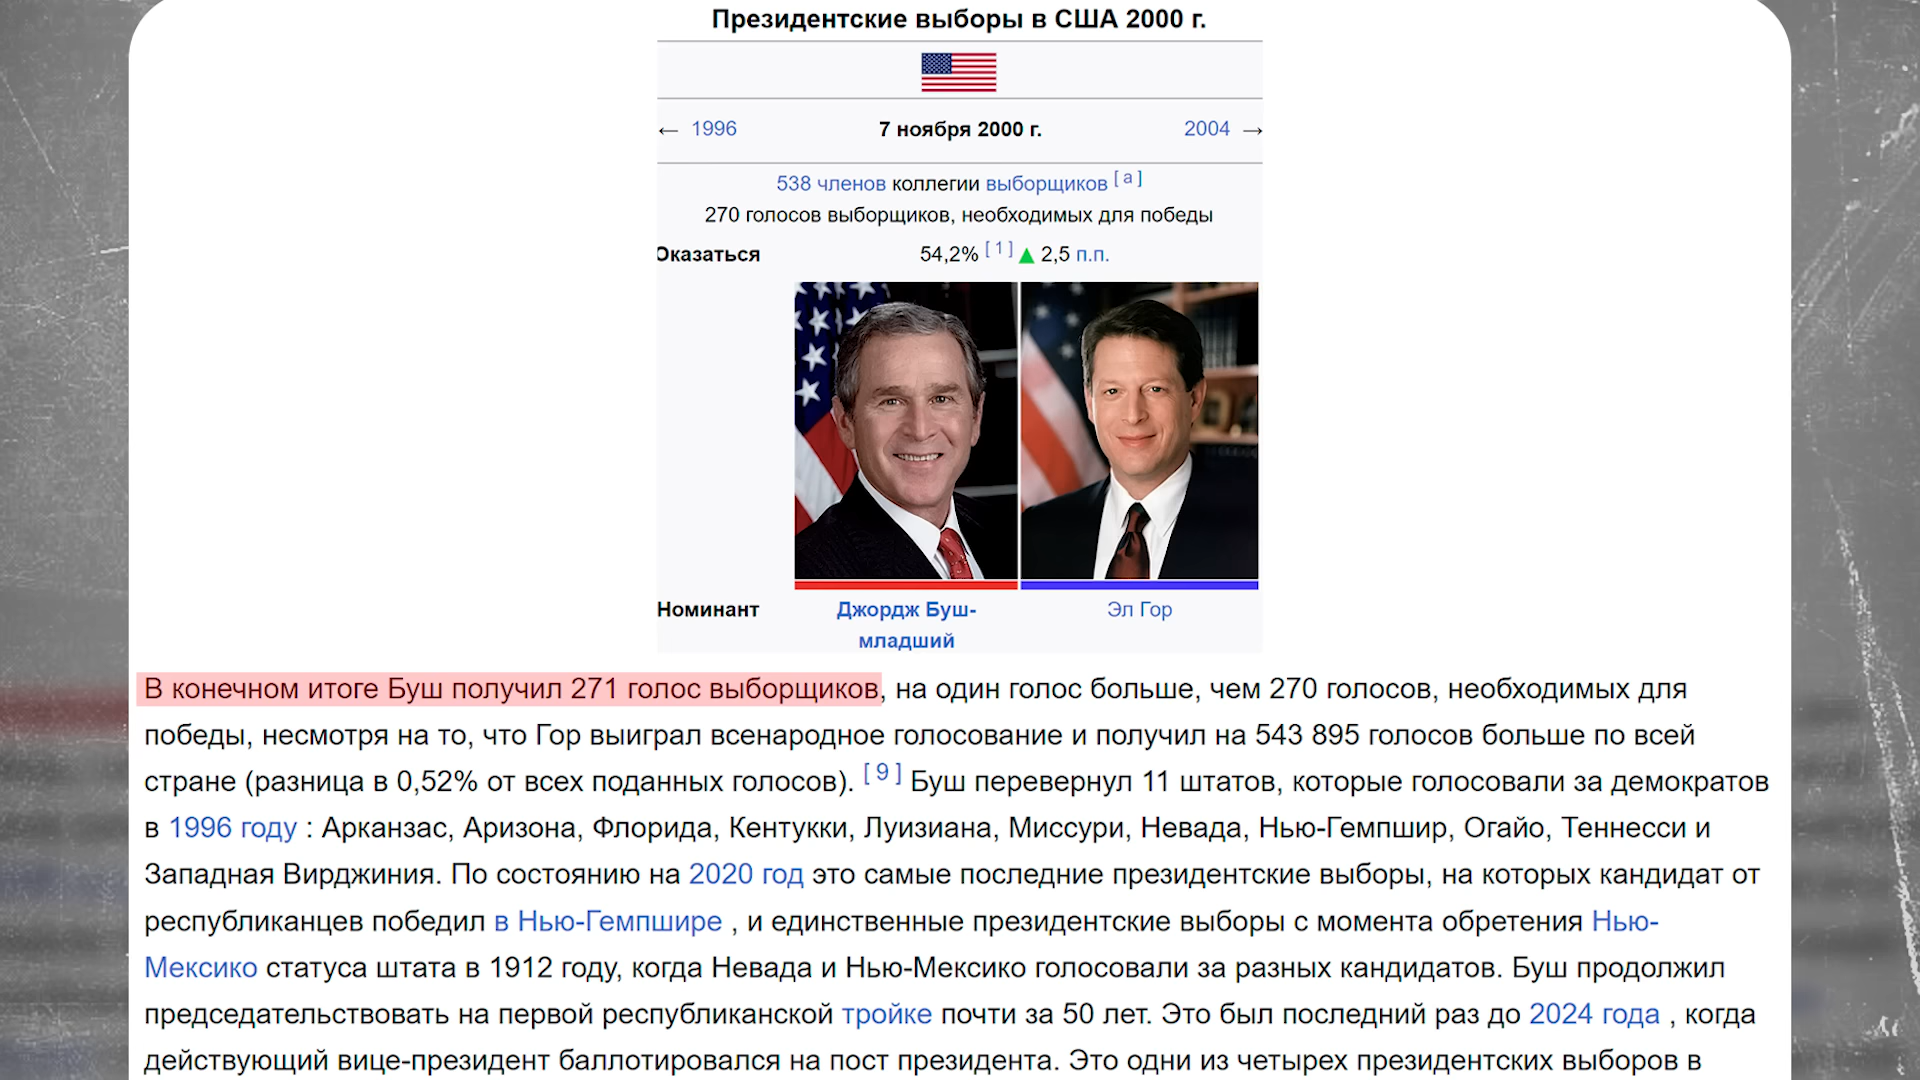 Президентские выборы в США 2000 г.
← 1996 7 ноября 2000 г. 2004 →
538 членов коллегии выборщиков [ a ]
270 голосов выборщиков, необходимых для победы
Оказаться 54,2% [ 1 ] ▲ 2,5 п.п.
Номинант Джордж Буш- Эл Гор
младший
В конечном итоге Буш получил 271 голос выборщиков, на один голос больше, чем 270 голосов, необходимых для
победы, несмотря на то, что Гор выиграл всенародное голосование и получил на 543 895 голосов больше по всей
стране (разница в 0,52% от всех поданных голосов). [ 9 ] Буш перевернул 11 штатов, которые голосовали за демократов
в 1996 году : Арканзас, Аризона, Флорида, Кентукки, Луизиана, Миссури, Невада, Нью-Гемпшир, Огайо, Теннесси и
Западная Вирджиния. По состоянию на 2020 год это самые последние президентские выборы, на которых кандидат от
республиканцев победил в Нью-Гемпшире , и единственные президентские выборы с момента обретения Нью-
Мексико статуса штата в 1912 году, когда Невада и Нью-Мексико голосовали за разных кандидатов. Буш продолжил
председательствовать на первой республиканской тройке почти за 50 лет. Это был последний раз до 2024 года , когда
действующий вице-президент баллотировался на пост президента. Это одни из четырех президентских выборов в